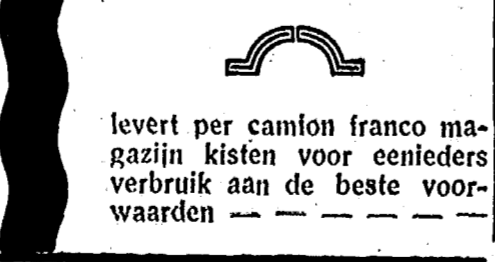 levert per camion franco ma-
gazijn kisten voor eenieders
verbruik aan de beste voor-
waarden — — — — — —